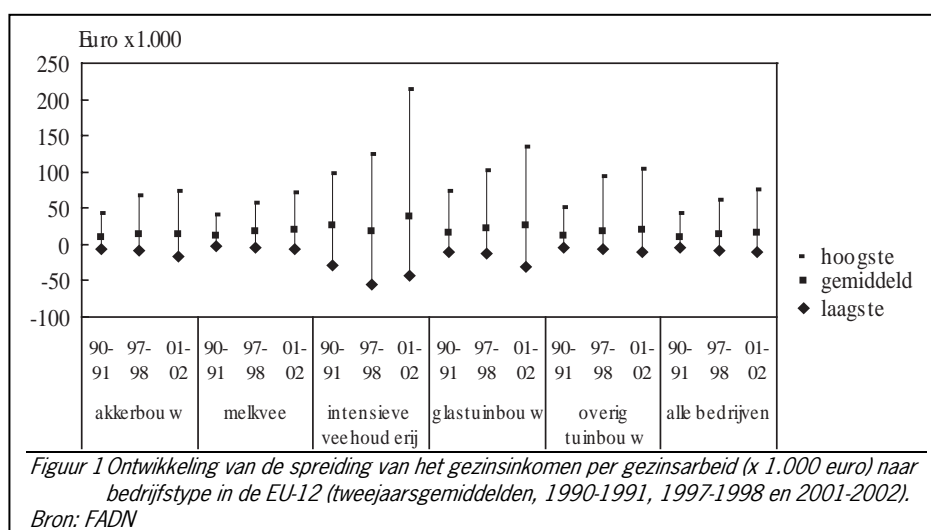 Euro x1.000
250
200
150
100
50
0
-50
-100
hoogste
gemiddeld
laagste
90- 97- 01- 90- 97- 01- 90- 97- 01- 90- 97- 01- 90- 97- 01- 90- 97- 01-
91 98 02 91 98 02 91 98 02 91 98 02 91 98 02 91 98 02
akkerbouw melkvee intensieve glastuinbouw overig alle bedrijven
veehouderij tuinbouw
Figuur 1 Ontwikkeling van de spreiding van het gezinsinkomen per gezinsarbeid (x 1.000 euro) naar
bedrijfstype in de EU-12 (tweejaarsgemiddelden, 1990-1991, 1997-1998 en 2001-2002).
Bron: FADN